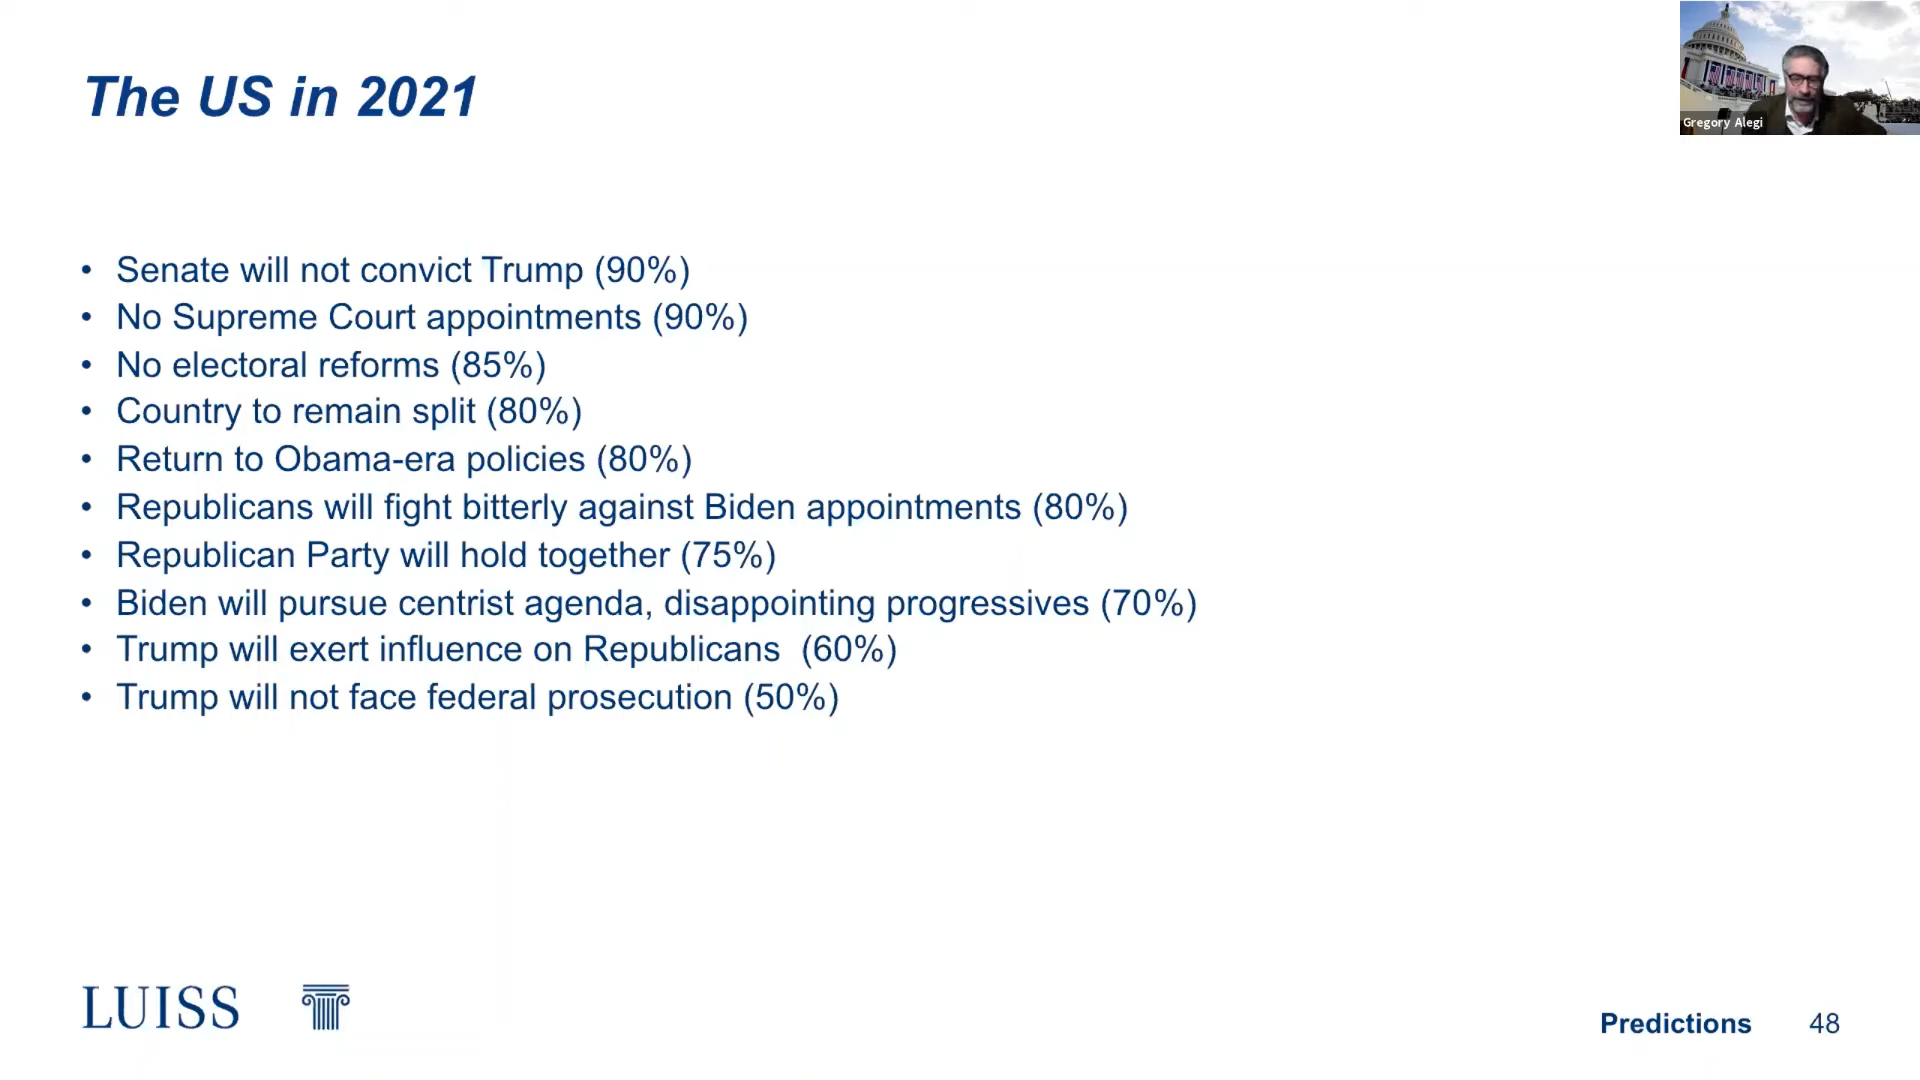 The US in 2021
Gregory Alegi
• Senate will not convict Trump (90%)
• No Supreme Court appointments (90%)
• No electoral reforms (85%)
• Country to remain split (80%)
• Return to Obama-era policies (80%)
• Republicans will fight bitterly against Biden appointments (80%)
• Republican Party will hold together (75%)
• Biden will pursue centrist agenda, disappointing progressives (70%)
• Trump will exert influence on Republicans  (60%)
• Trump will not face federal prosecution (50%)
LUISS
Predictions 48